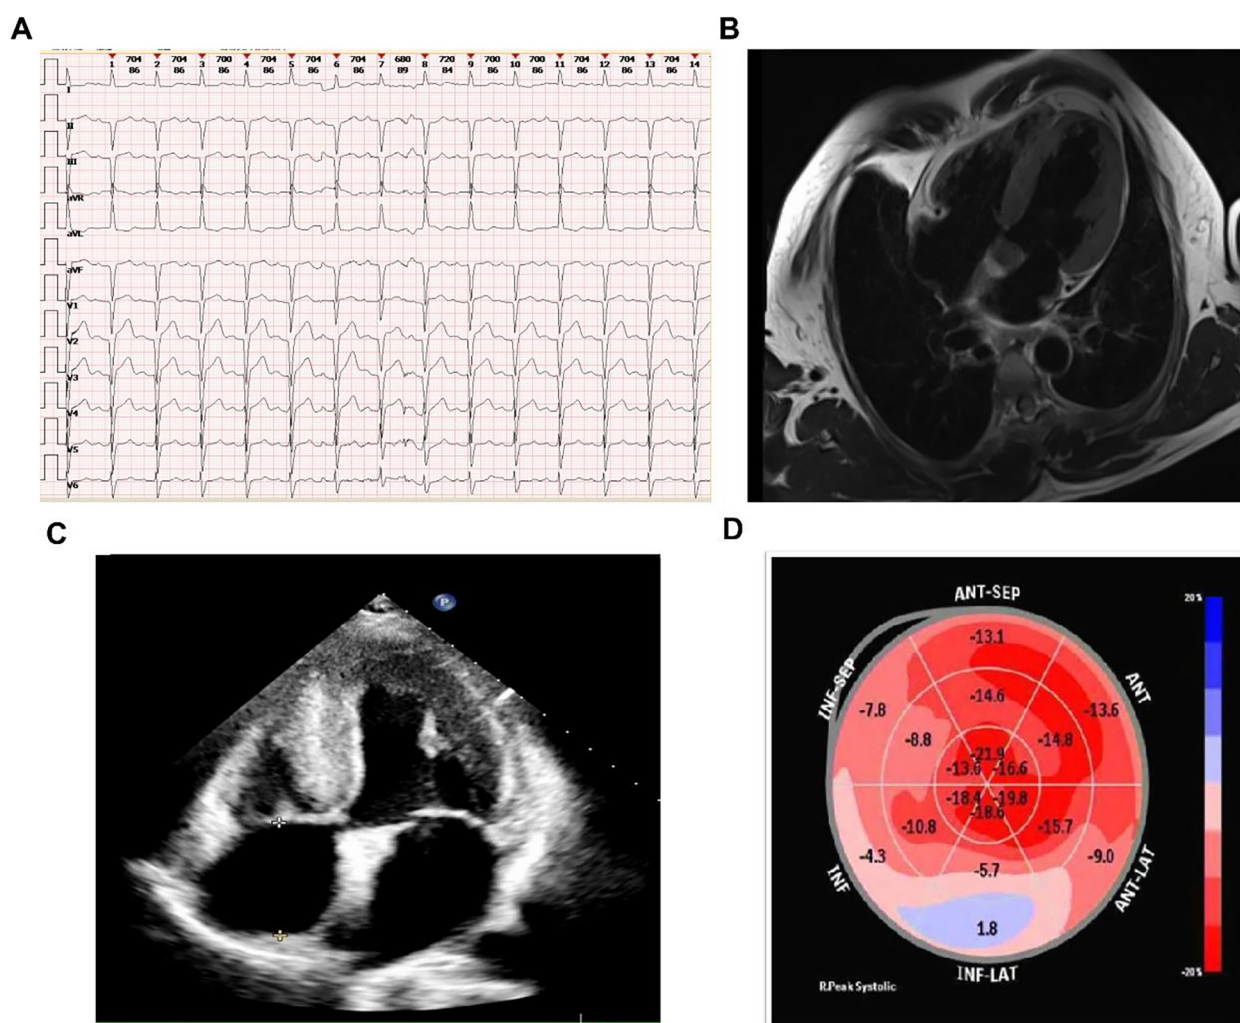 A
B
1 704 86 2 704 86 3 700 86 4 704 86 5 704 86 6 704 86 7 680 89 8 720 84 9 700 86 10 700 86 11 704 86 12 704 86 13 704 86 14
I
II
III
aVR
aVL
aVF
V1
V2
V3
V4
V5
V6
C
D
P
ANT-SEP
20%
-13.1
INF-SEP
ANT
-14.6
-7.8
-13.6
-8.8
-14.8
-21.9
-13.6
-16.6
-18.4
-19.8
-18.6
-10.8
-15.7
-4.3
-9.0
-5.7
INF
ANT-LAT
1.8
INF-LAT
-20%
R.Peak Systolic